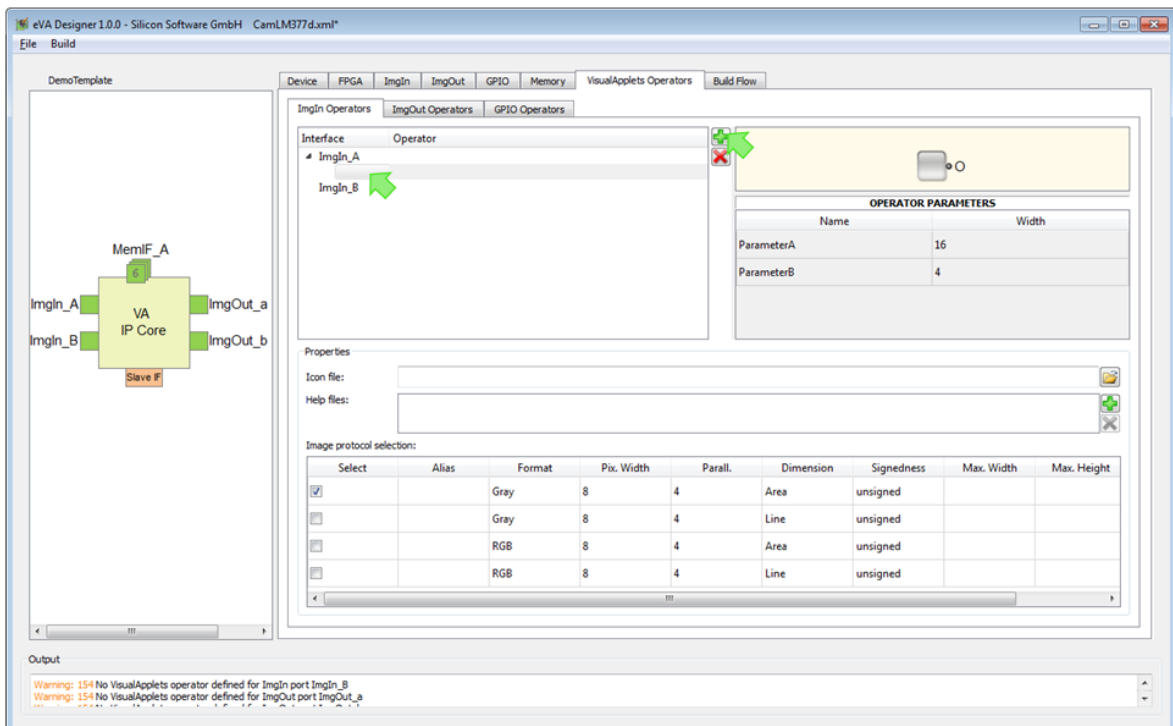 eVA Designer 1.0.0 - Silicon Software GmbH CamLM377d.xml*
File Build
DemoTemplate
Device FPGA ImgIn ImgOut GPIO Memory VisualApplets Operators Build Flow
ImgIn Operators ImgOut Operators GPIO Operators
Interface Operator
ImgIn_A
ImgIn_B
O
OPERATOR PARAMETERS
Name Width
ParameterA 16
ParameterB 4
MemIF_A
6
ImgIn_A
ImgIn_B
VA
IP Core
ImgOut_a
ImgOut_b
Slave IF
Properties
Icon file:
Help files:
Image protocol selection:
Select Alias Format Pix. Width Parall. Dimension Signedness Max. Width Max. Height
Gray 8 4 Area unsigned
Gray 8 4 Line unsigned
RGB 8 4 Area unsigned
RGB 8 4 Line unsigned
Output
Warning: 154 No VisualApplets operator defined for ImgIn port ImgIn_B
Warning: 154 No VisualApplets operator defined for ImgOut port ImgOut_a